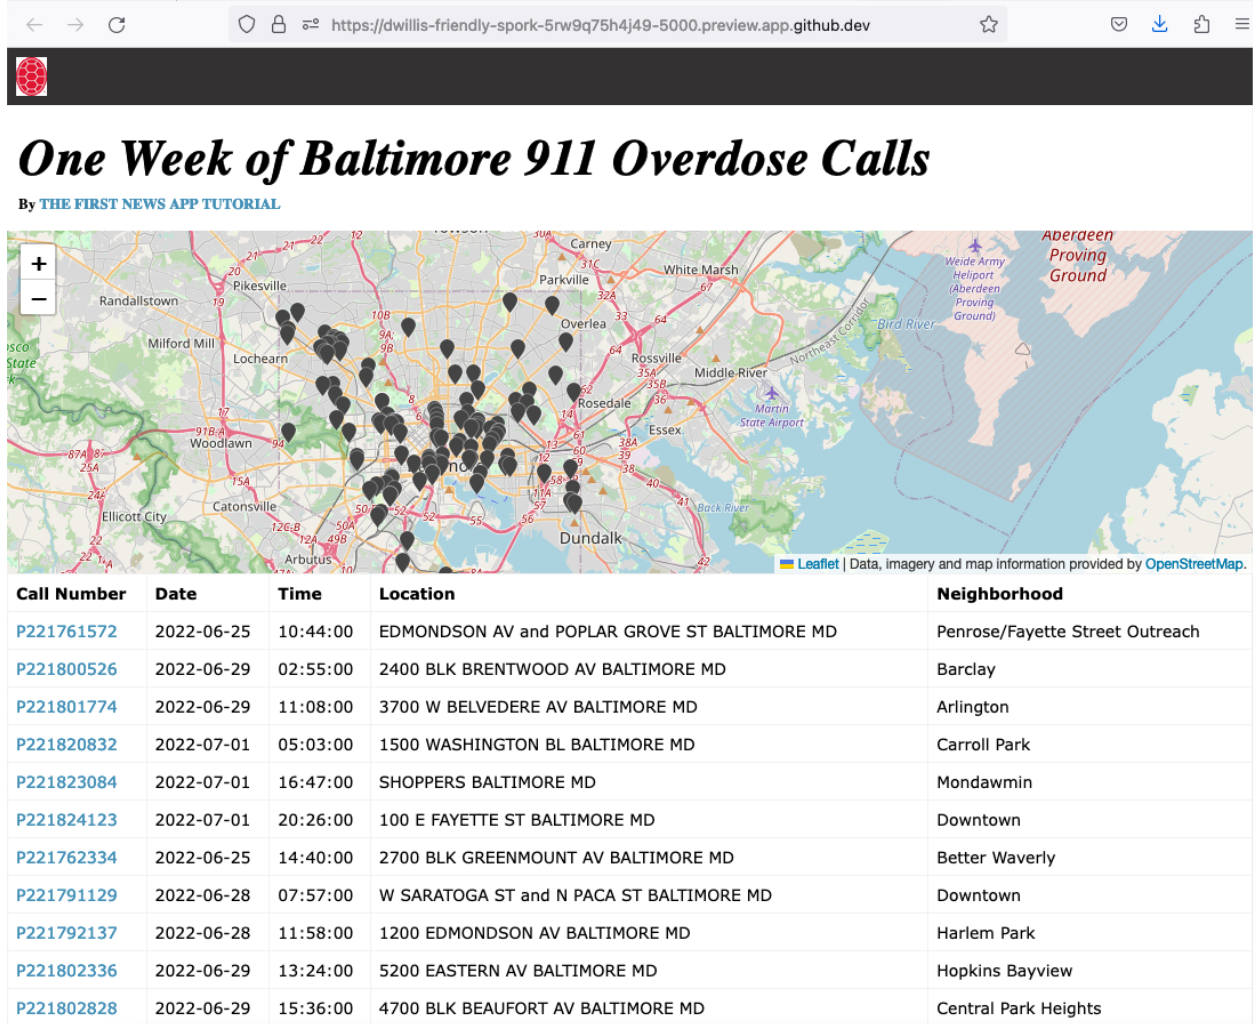 https://dwillis-friendly-spork-5rw9q75h4j49-5000.preview.app.github.dev
One Week of Baltimore 911 Overdose Calls
By THE FIRST NEWS APP TUTORIAL
+
−
Carney
Parkville
White Marsh
Pikesville
Randallstown
Milford Mill
Lochearn
Overlea
Rossville
Middle River
Rosedale
Essex
Woodlawn
Catonsville
Ellicott City
Arbutus
Dundalk
Martin
State Airport
Back River
Bird River
Northeast Corridor
Weide Army
Heliport
(Aberdeen
Proving
Ground)
Aberdeen
Proving
Ground
Leaflet | Data, imagery and map information provided by OpenStreetMap.
Call Number Date Time Location Neighborhood
P221761572 2022-06-25 10:44:00 EDMONDSON AV and POPLAR GROVE ST BALTIMORE MD Penrose/Fayette Street Outreach
P221800526 2022-06-29 02:55:00 2400 BLK BRENTWOOD AV BALTIMORE MD Barclay
P221801774 2022-06-29 11:08:00 3700 W BELVEDERE AV BALTIMORE MD Arlington
P221820832 2022-07-01 05:03:00 1500 WASHINGTON BL BALTIMORE MD Carroll Park
P221823084 2022-07-01 16:47:00 SHOPPERS BALTIMORE MD Mondawmin
P221824123 2022-07-01 20:26:00 100 E FAYETTE ST BALTIMORE MD Downtown
P221762334 2022-06-25 14:40:00 2700 BLK GREENMOUNT AV BALTIMORE MD Better Waverly
P221791129 2022-06-28 07:57:00 W SARATOGA ST and N PACA ST BALTIMORE MD Downtown
P221792137 2022-06-28 11:58:00 1200 EDMONDSON AV BALTIMORE MD Harlem Park
P221802336 2022-06-29 13:24:00 5200 EASTERN AV BALTIMORE MD Hopkins Bayview
P221802828 2022-06-29 15:36:00 4700 BLK BEAUFORT AV BALTIMORE MD Central Park Heights